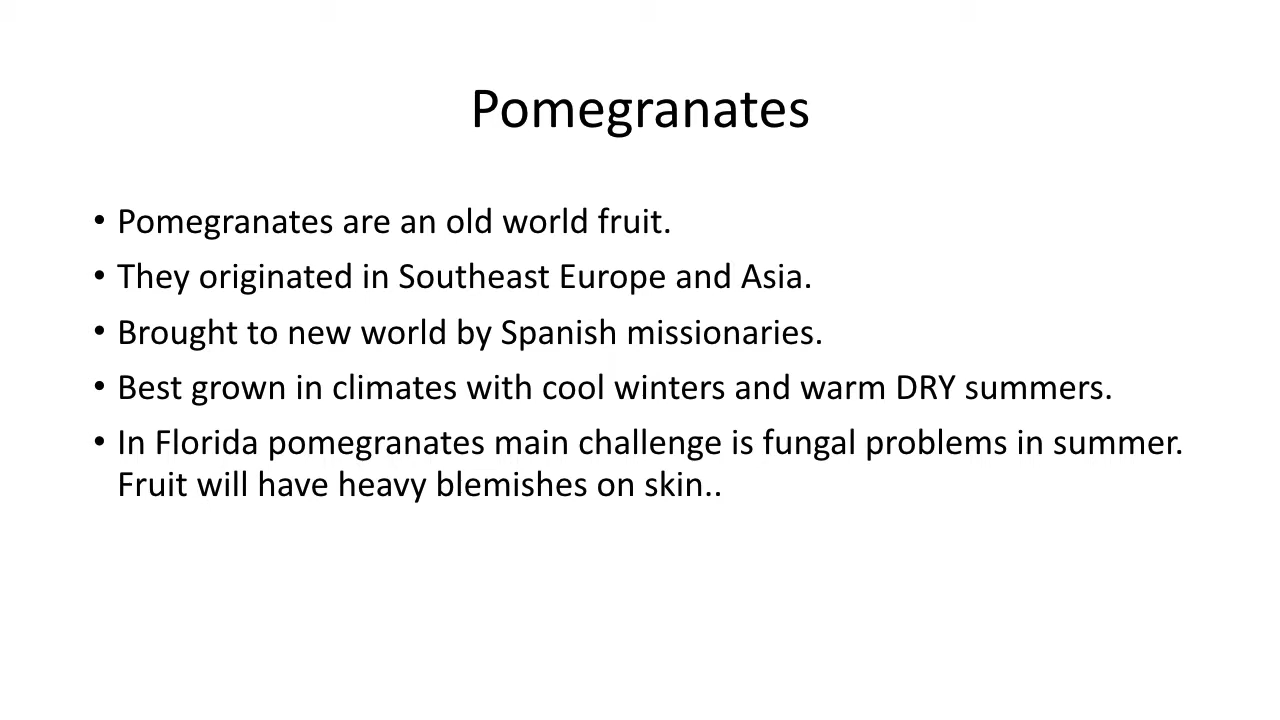 Pomegranates
• Pomegranates are an old world fruit.
• They originated in Southeast Europe and Asia.
• Brought to new world by Spanish missionaries.
• Best grown in climates with cool winters and warm DRY summers.
• In Florida pomegranates main challenge is fungal problems in summer.
Fruit will have heavy blemishes on skin..